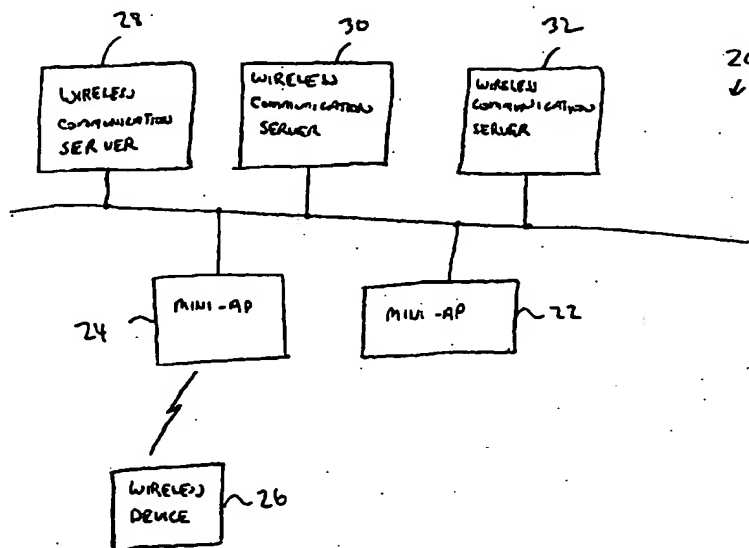 28
30
32
WIRELESS
COMMUNICATION
SERVER
WIRELESS
COMMUNICATION
SERVER
WIRELESS
COMMUNICATION
SERVER
24
MINI-AP
MINI-AP
22
WIRELESS
DEVICE
26